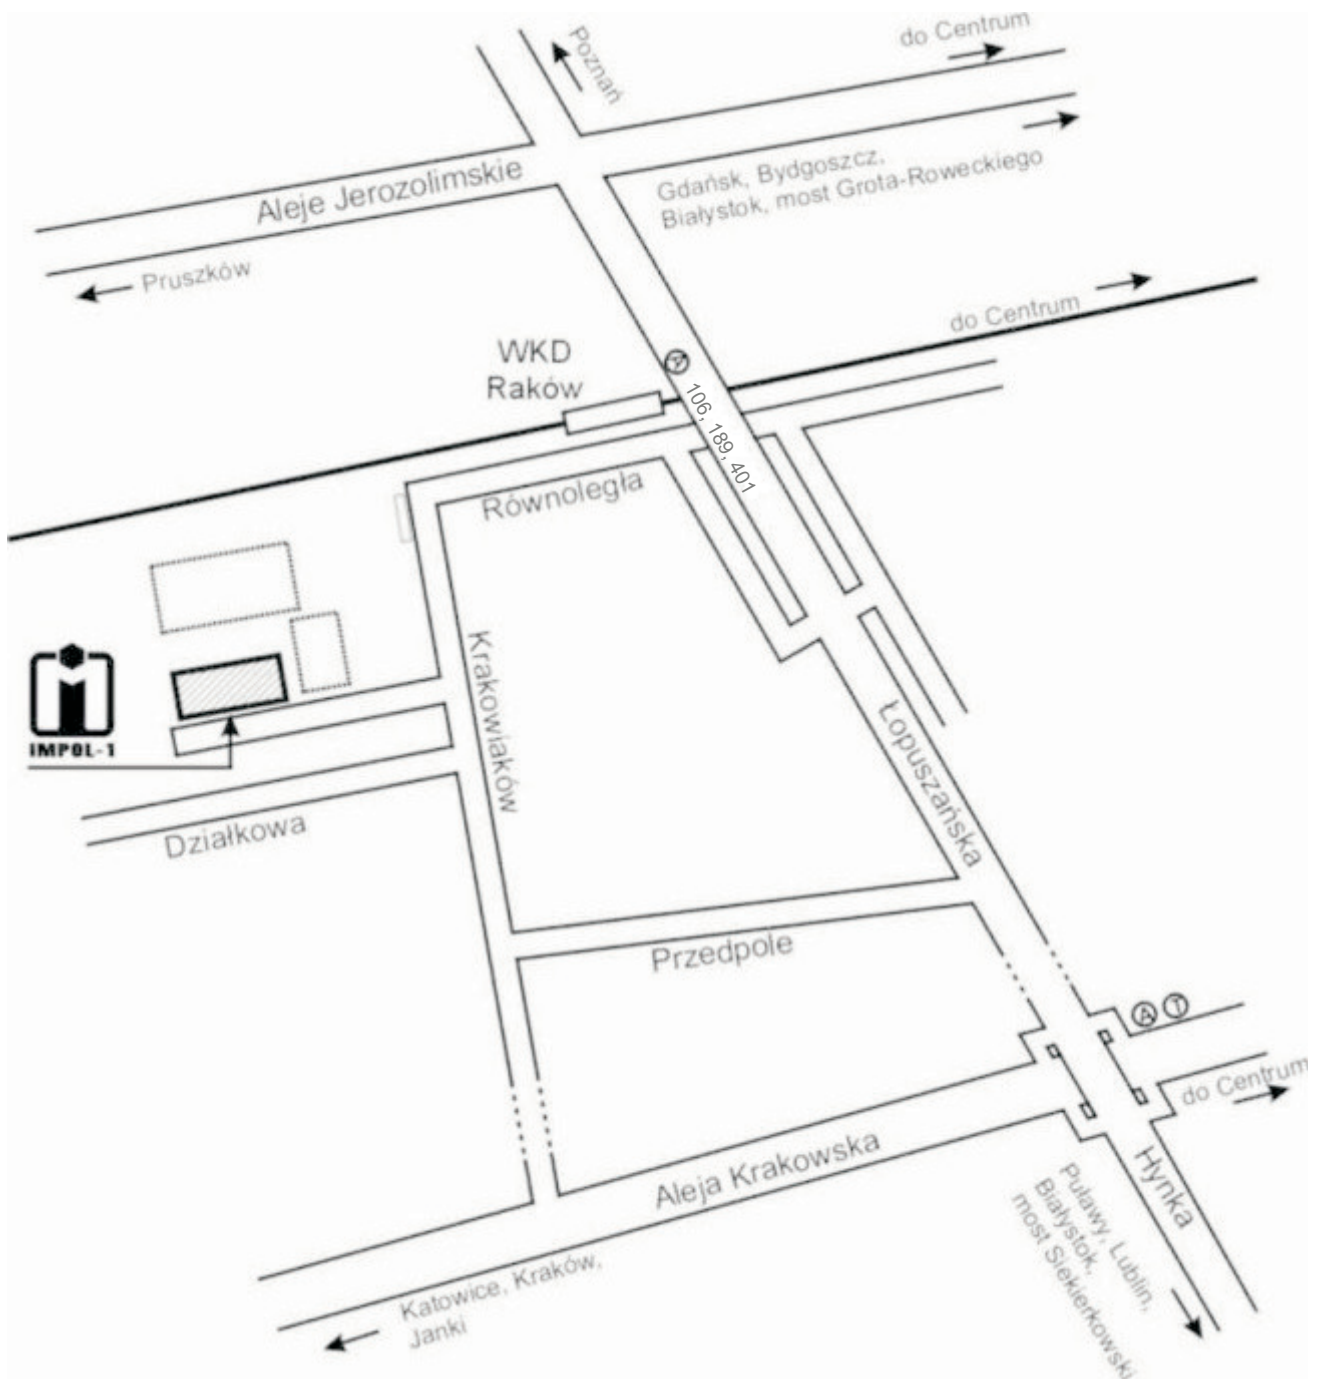 do Centrum
Poznań
Aleje Jerozolimskie
Gdańsk, Bydgoszcz,
Białystok, most Grota-Roweckiego
Pruszków
do Centrum
WKD
Raków
A
106, 189, 401
Równoległa
Krakowiaków
IMPOL-1
Łopuszańska
Działkowa
Przedpole
A T
do Centrum
Aleja Krakowska
Hynka
Puławy, Lublin,
Białystok,
most Siekierkowski
Katowice, Kraków,
Janki